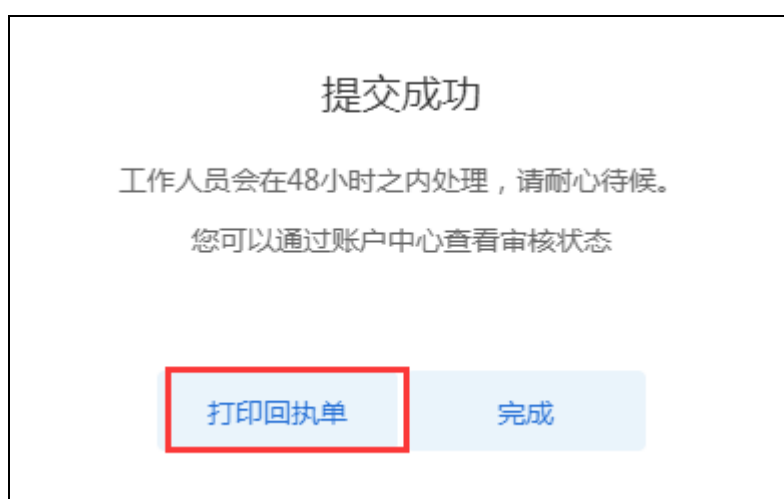 提交成功
工作人员会在48小时之内处理，请耐心待候。
您可以通过账户中心查看审核状态
打印回执单
完成